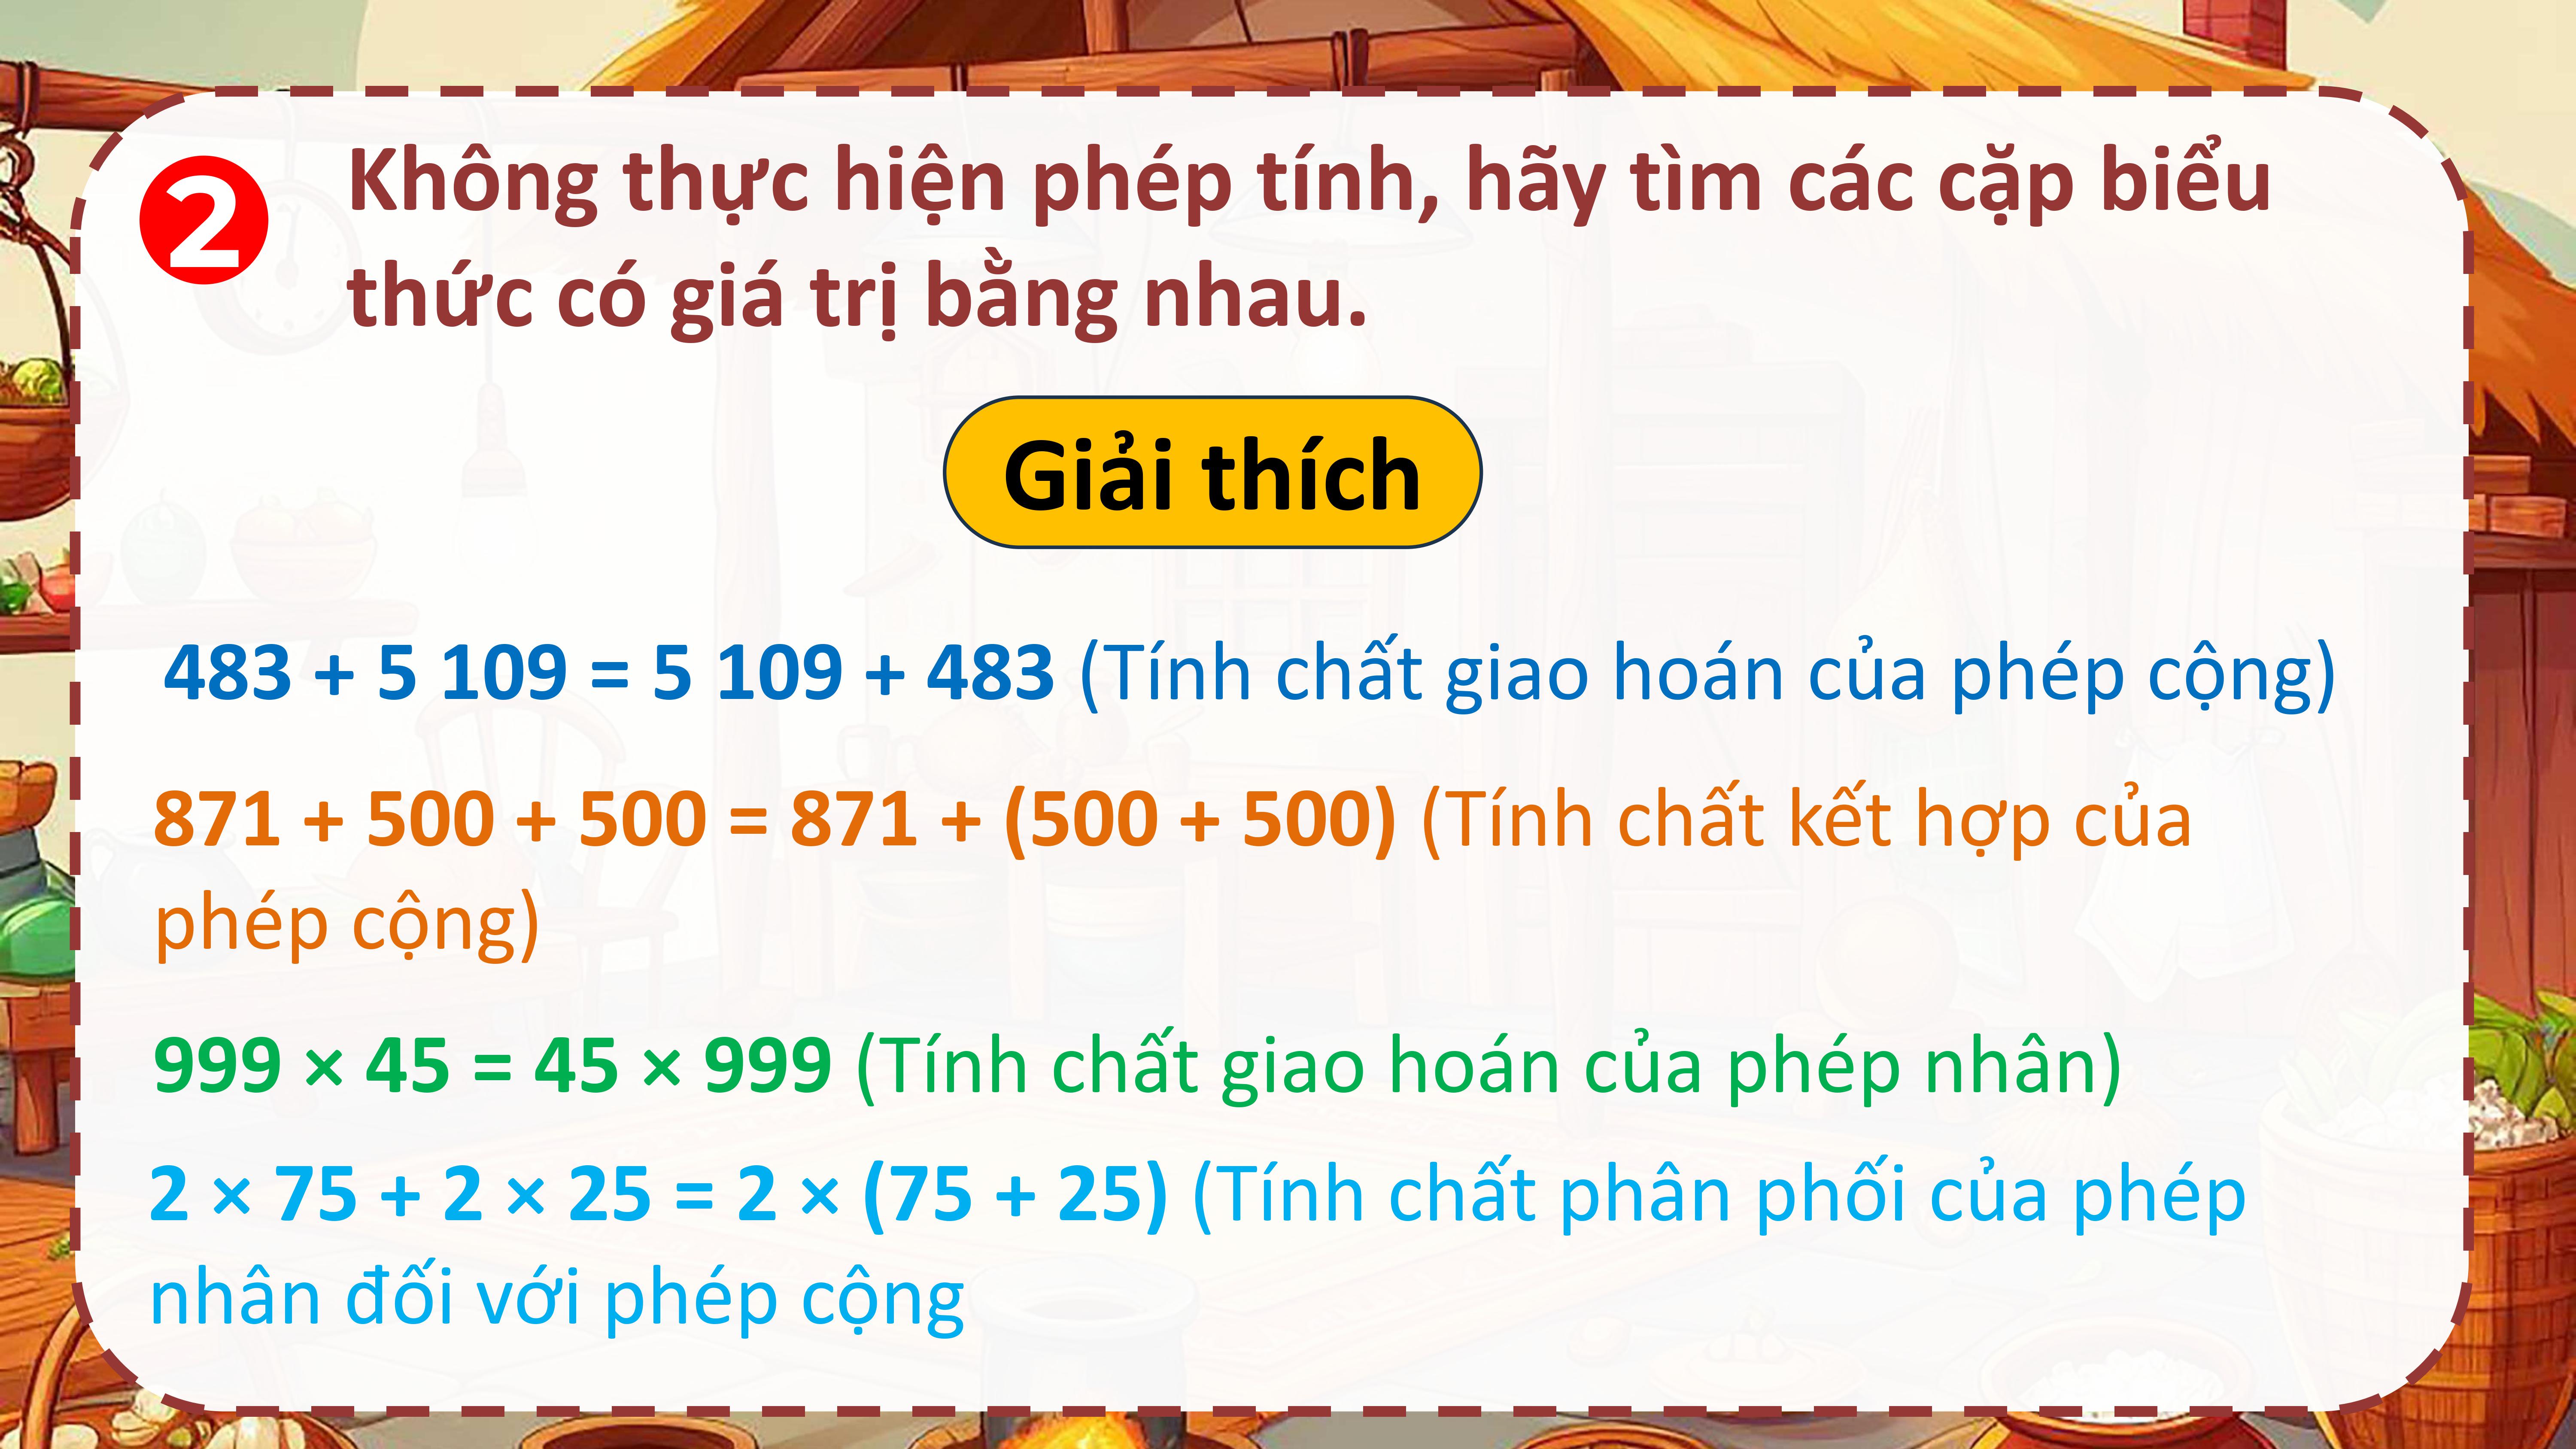 2
Không thực hiện phép tính, hãy tìm các cặp biểu
thức có giá trị bằng nhau.
Giải thích
483 + 5 109 = 5 109 + 483 (Tính chất giao hoán của phép cộng)
871 + 500 + 500 = 871 + (500 + 500) (Tính chất kết hợp của
phép cộng)
999 × 45 = 45 × 999 (Tính chất giao hoán của phép nhân)
2 × 75 + 2 × 25 = 2 × (75 + 25) (Tính chất phân phối của phép
nhân đối với phép cộng